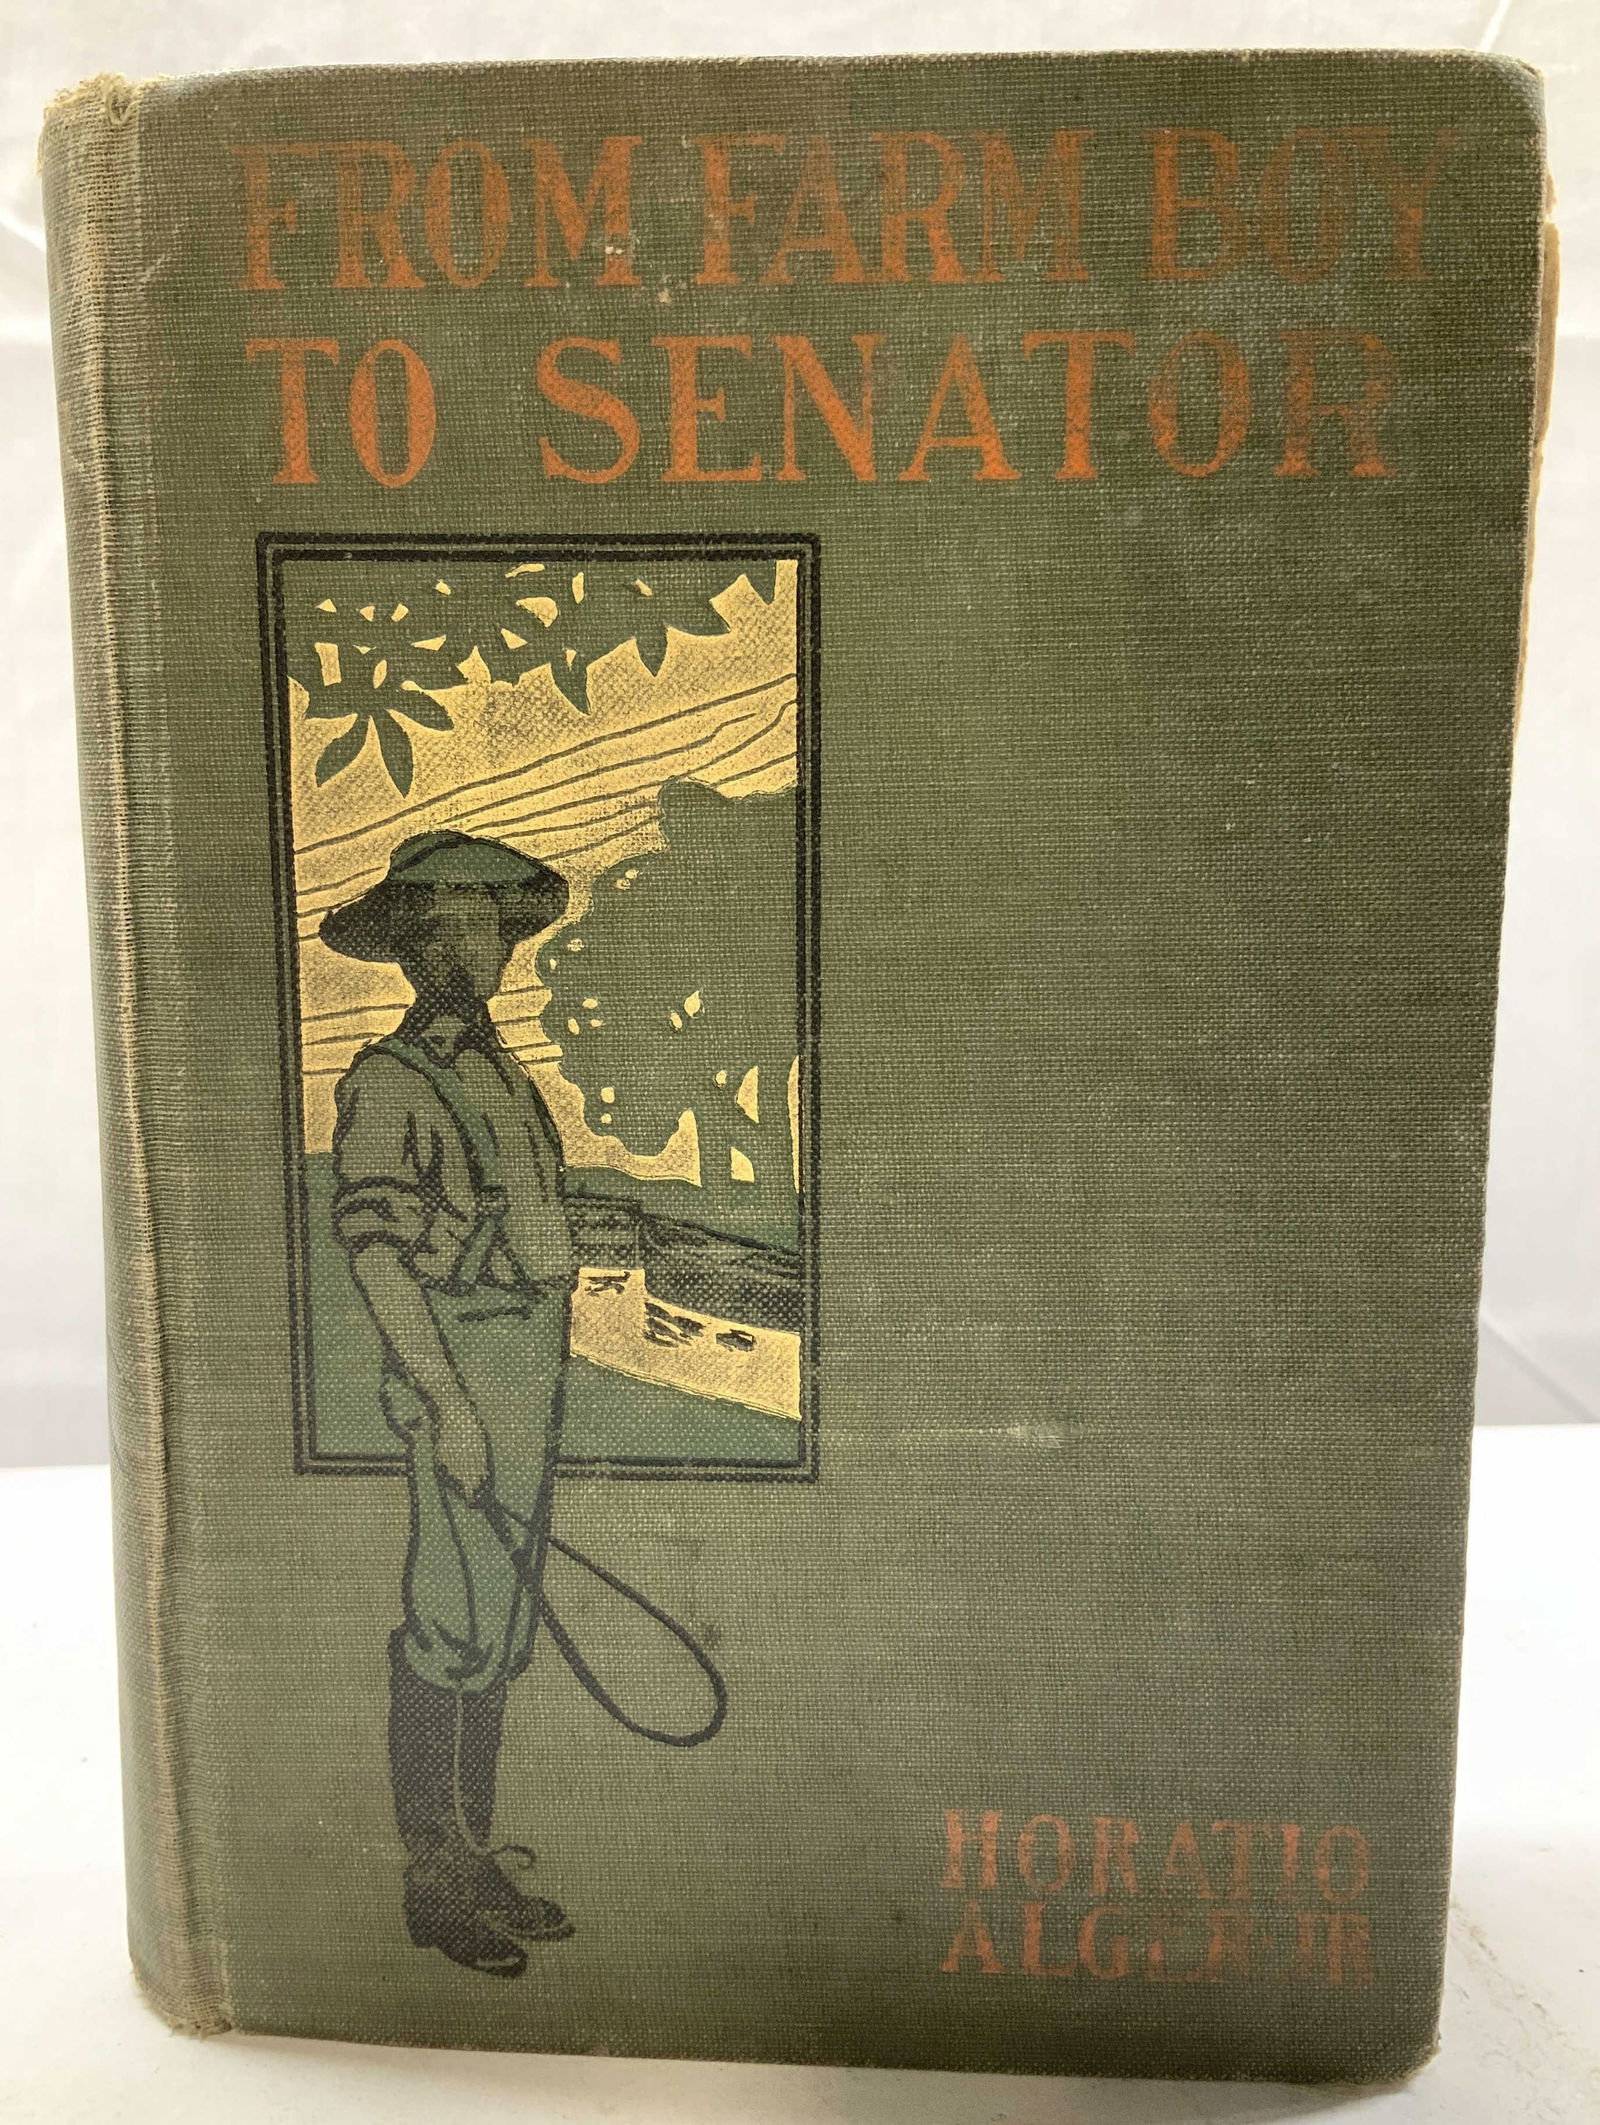 FROM FARM BOY
TO SENATOR
HORATIO
ALGER·JR